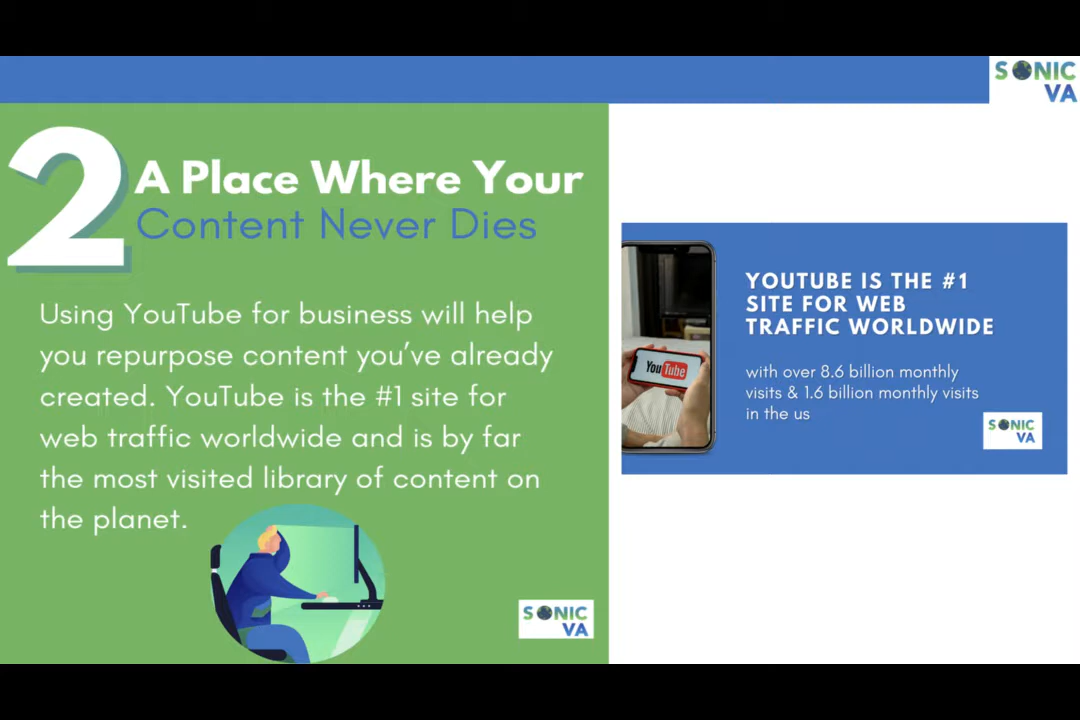 SONIC
VA
2
A Place Where Your
Content Never Dies
Using YouTube for business will help
you repurpose content you’ve already
created. YouTube is the #1 site for
web traffic worldwide and is by far
the most visited library of content on
the planet.
SONIC
VA
YouTube
YOUTUBE IS THE #1
SITE FOR WEB
TRAFFIC WORLDWIDE
with over 8.6 billion monthly
visits & 1.6 billion monthly visits
in the us
SONIC
VA